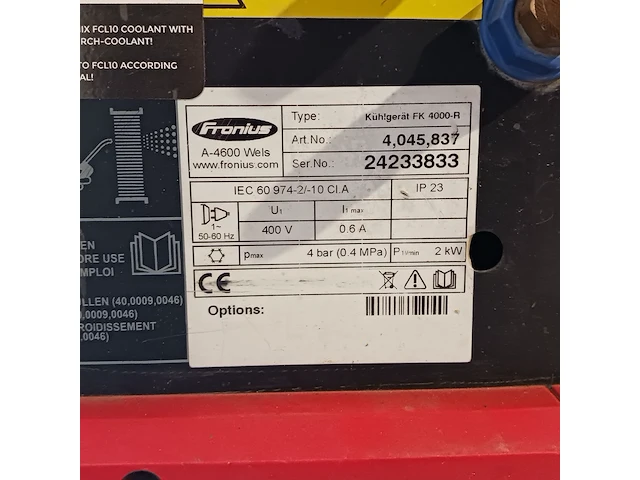 IX FCL10 COOLANT WITH
RCH-COOLANT!
TO FCL10 ACCORDING
AL!
Fronius
A-4600 Wels
www.fronius.com
Type: Kühlgerät FK 4000-R
Art.No.: 4,045,837
Ser.No.: 24233833
IEC 60 974-2/-10 Cl.A IP 23
1~
50-60 Hz
U1 I1 max
400 V 0.6 A
pmax 4 bar (0.4 MPa) P1l/min 2 kW
CE
Options:
EN
ORE USE
EMPLOI
OLLEN (40,0009,0046)
0,0009,0046)
ROIDISSEMENT
,0046)